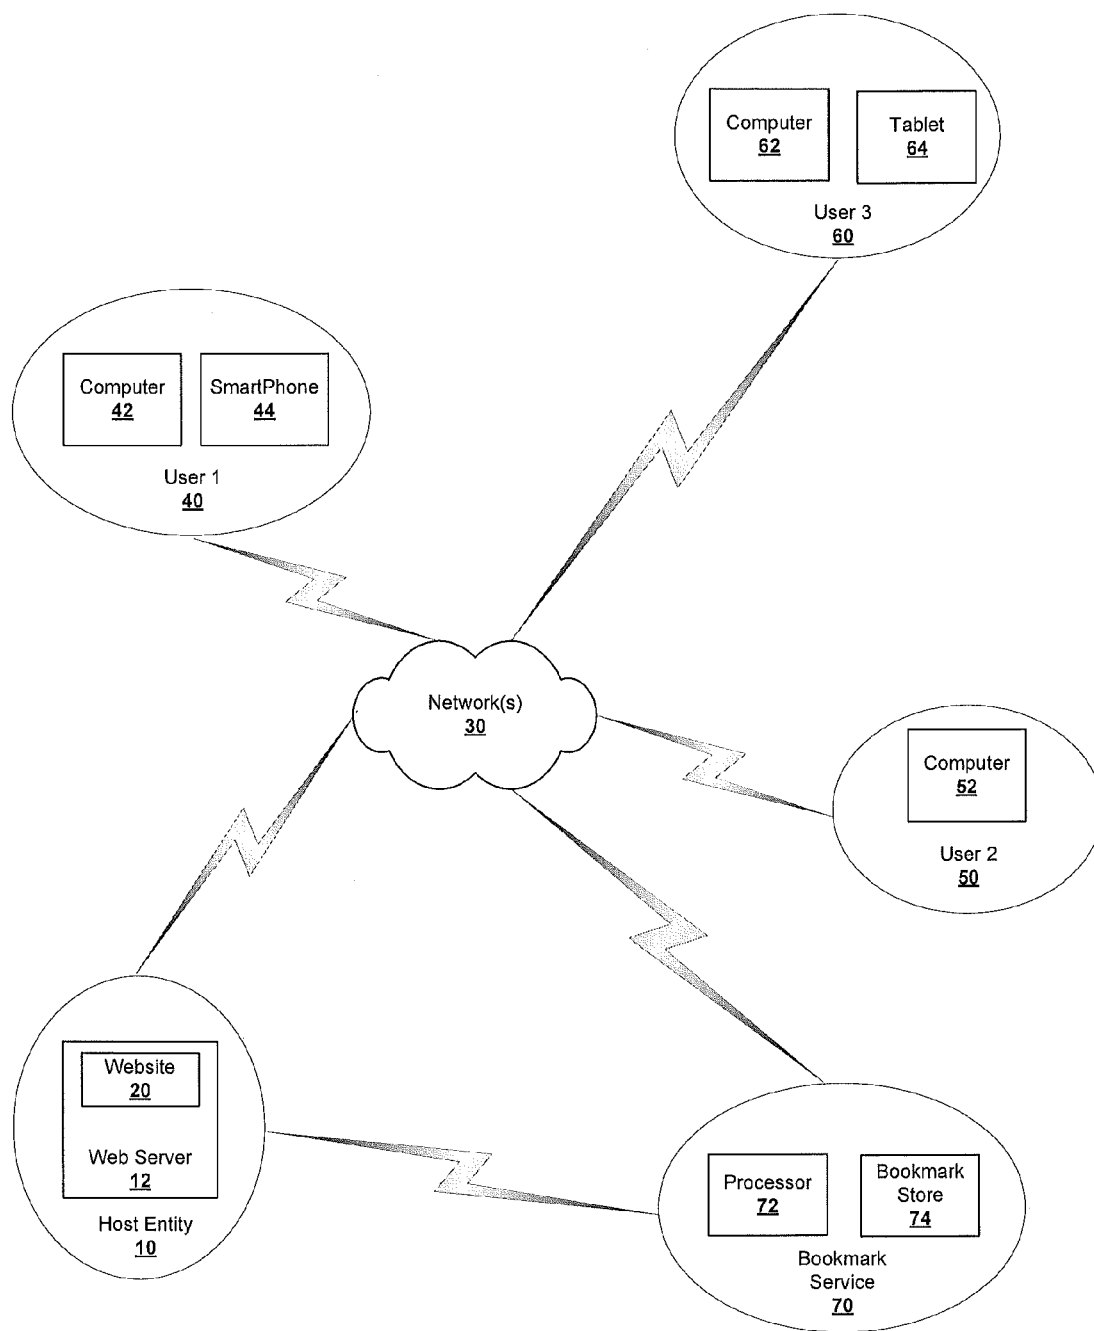 Computer
62
Tablet
64
User 3
60
Computer
42
SmartPhone
44
User 1
40
Network(s)
30
Computer
52
User 2
50
Website
20
Web Server
12
Host Entity
10
Processor
72
Bookmark
Store
74
Bookmark
Service
70